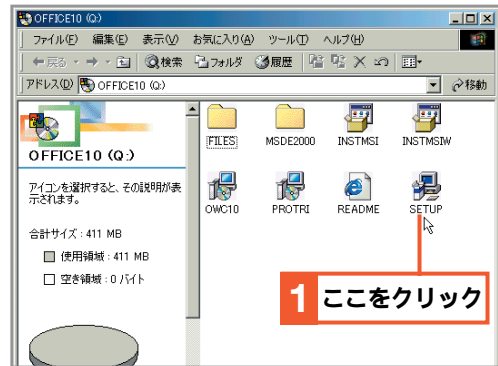 OFFICE10 (Q:)
ファイル(F) 編集(E) 表示(V) お気に入り(A) ツール(T) ヘルプ(H)
戻る 検索 フォルダ 履歴
アドレス(D) OFFICE10 (Q:) 移動
OFFICE10 (Q:)
アイコンを選択すると、その説明が表
示されます。
合計サイズ : 411 MB
使用領域 : 411 MB
空き領域 : 0 バイト
FILES MSDE2000 INSTMSI INSTMSIW
OWC10 PROTRI README SETUP
1 ここをクリック